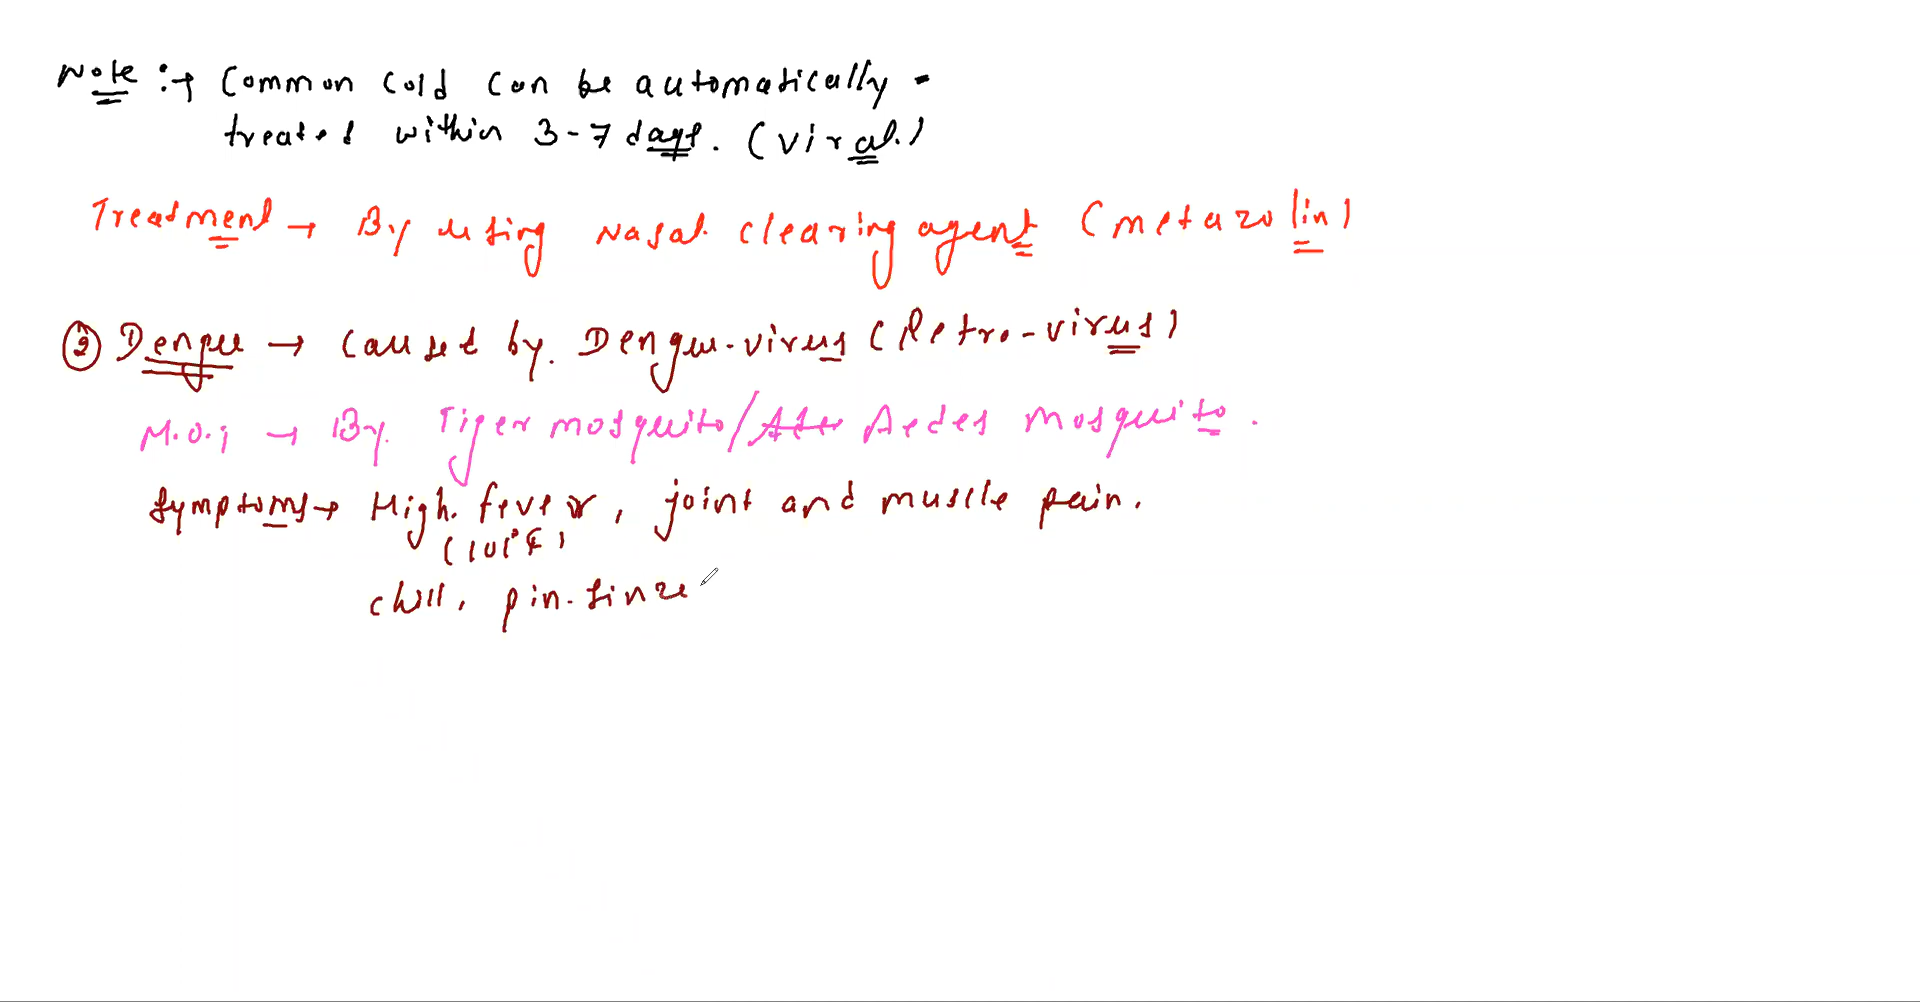 Note :→ Common cold can be automatically -
treated within 3-7 days. (viral.)
Treatment → By using Nasal clearing agent (metazolin)
② Dengue → caused by. Dengue-virus (Retro-virus)
M.O.I → By. Tiger mosquito/ Aedes Mosquito.
Symptoms → High. fever, joint and muscle pain.
(101°F)
chill, pin-